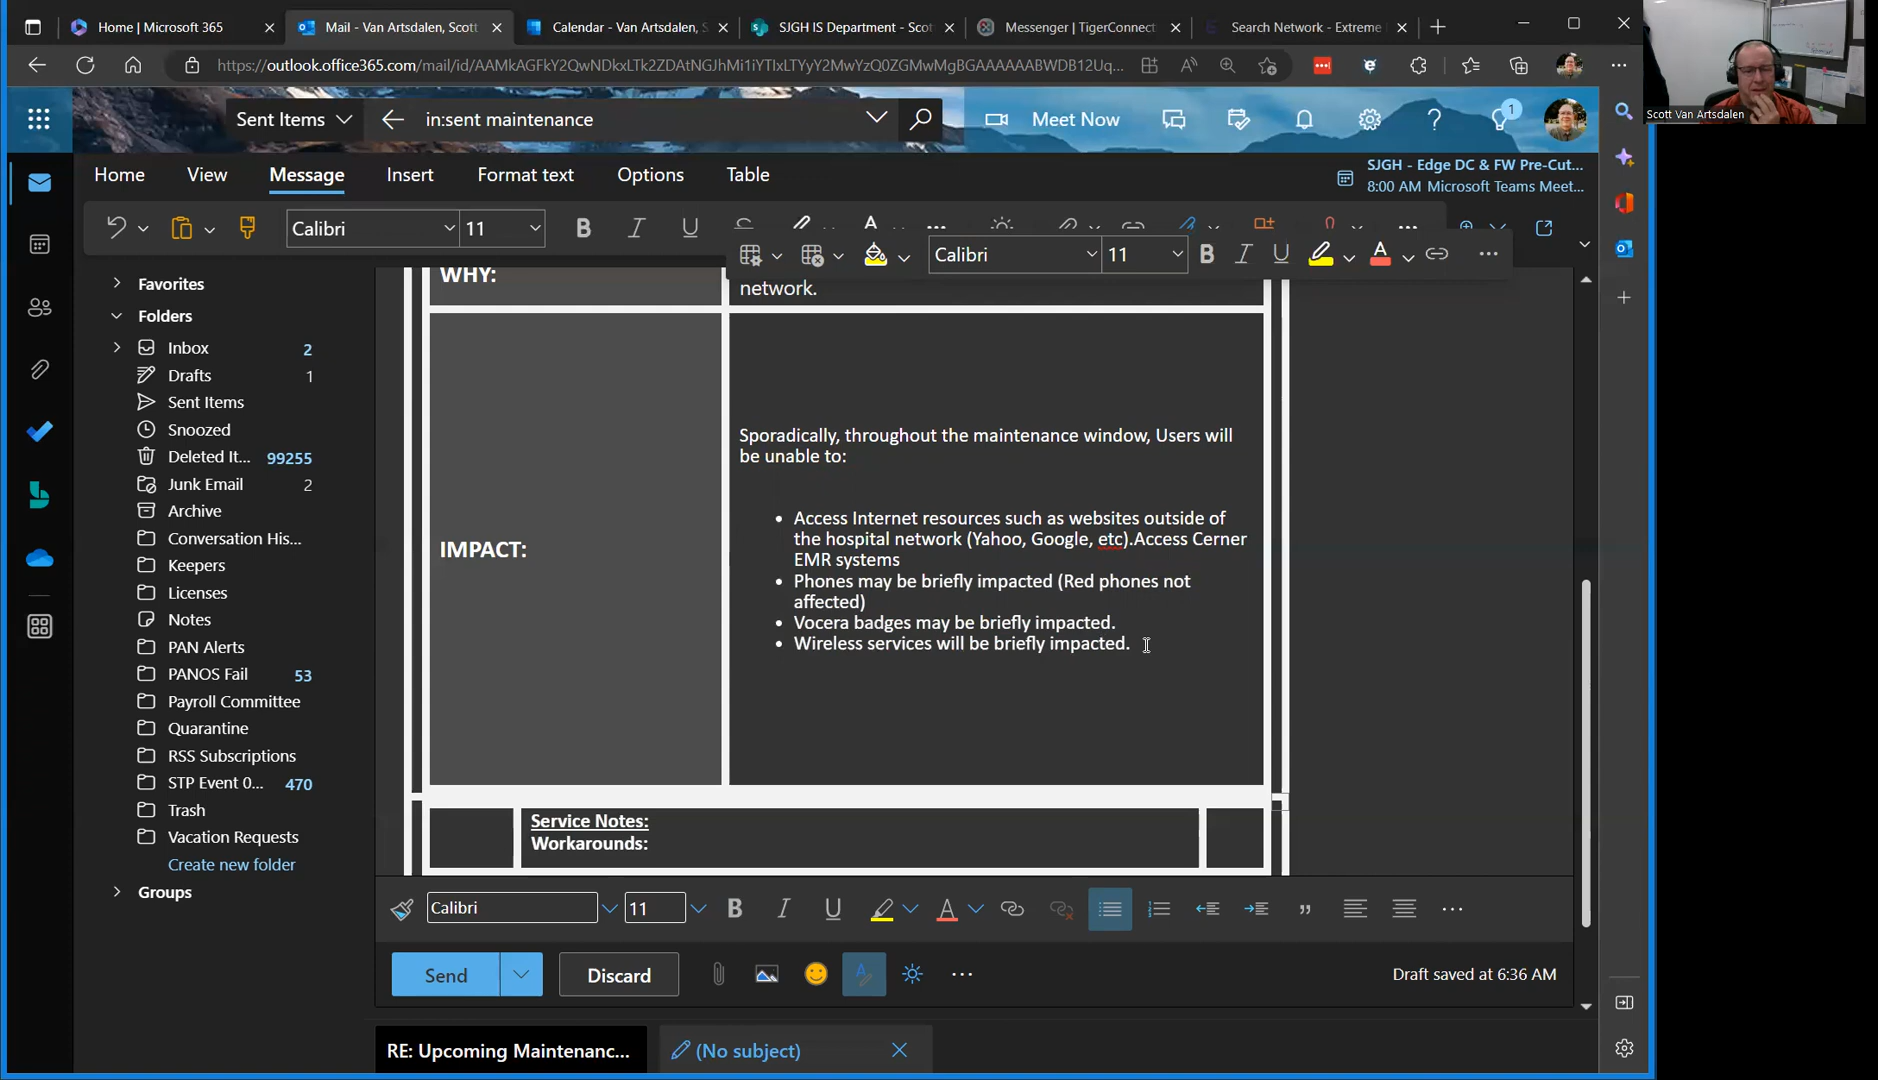 Home | Microsoft 365
Mail - Van Artsdalen, Scott
Calendar - Van Artsdalen, S
SJGH IS Department - Scot
Messenger | TigerConnect
Search Network - Extreme
https://outlook.office365.com/mail/id/AAMkAGFkY2QwNDkxLTk2ZDAtNGJhMi1iYTIxLTYyY2MwYzQ0ZGMwMgBGAAAAAABWDB12Uq...
Scott Van Artsdalen
Sent Items
in:sent maintenance
Meet Now
1
Home
View
Message
Insert
Format text
Options
Table
SJGH - Edge DC & FW Pre-Cut...
8:00 AM Microsoft Teams Meet...
Calibri
11
Calibri
11
Favorites
Folders
Inbox 2
Drafts 1
Sent Items
Snoozed
Deleted It... 99255
Junk Email 2
Archive
Conversation His...
Keepers
Licenses
Notes
PAN Alerts
PANOS Fail 53
Payroll Committee
Quarantine
RSS Subscriptions
STP Event 0... 470
Trash
Vacation Requests
Create new folder
Groups
WHY:
network.
IMPACT:
Sporadically, throughout the maintenance window, Users will
be unable to:
• Access Internet resources such as websites outside of
the hospital network (Yahoo, Google, etc).Access Cerner
EMR systems
• Phones may be briefly impacted (Red phones not
affected)
• Vocera badges may be briefly impacted.
• Wireless services will be briefly impacted.
Service Notes:
Workarounds:
Calibri
11
Send
Discard
Draft saved at 6:36 AM
RE: Upcoming Maintenanc...
(No subject)